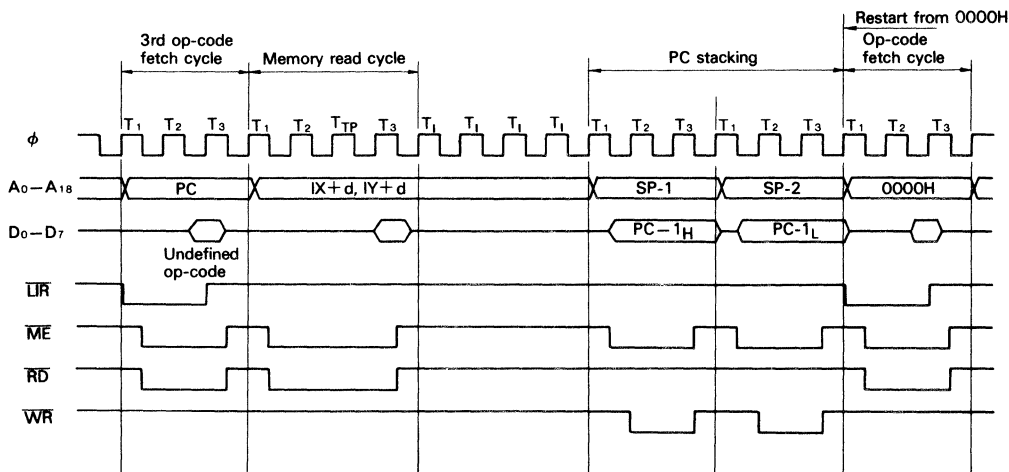 Restart from 0000H
3rd op-code
fetch cycle
Memory read cycle
PC stacking
Op-code
fetch cycle
T1 T2 T3 T1 T2 TTP T3 TI TI TI TI T1 T2 T3 T1 T2 T3 T1 T2 T3
φ
A0–A18 PC IX+d, IY+d SP-1 SP-2 0000H
D0–D7 PC–1H PC-1L
Undefined
op-code
LIR
ME
RD
WR